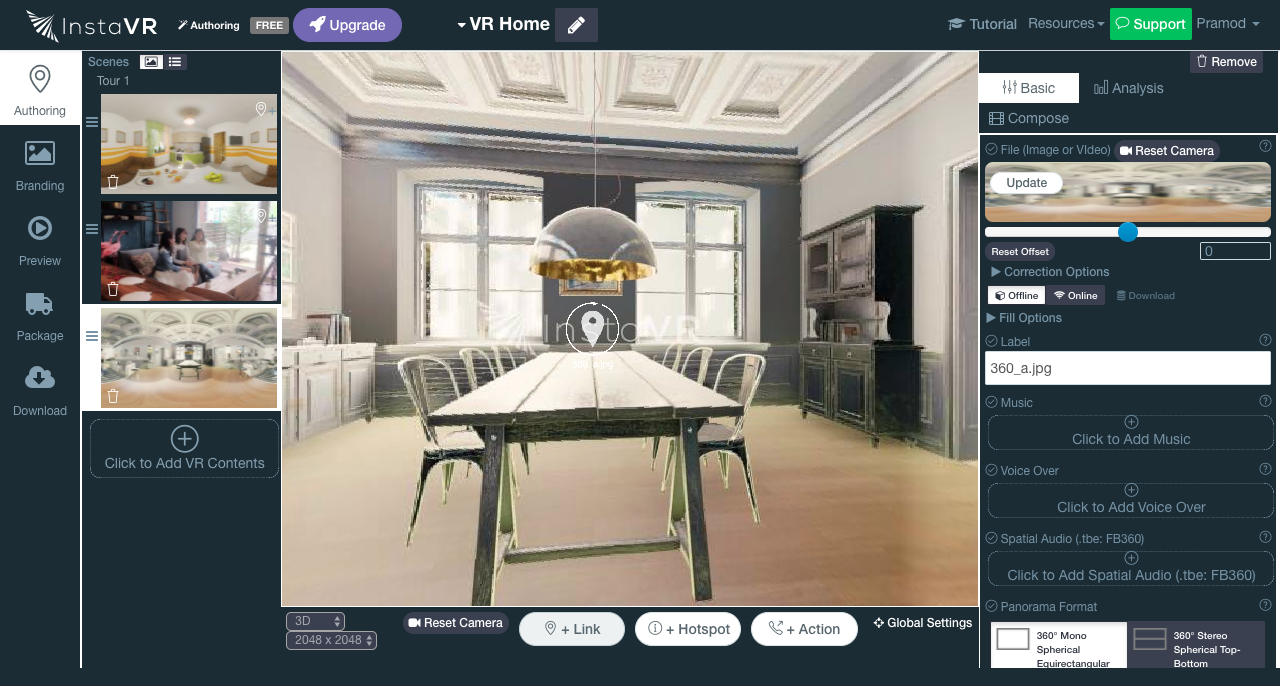 InstaVR
Authoring
FREE
Upgrade
VR Home
Tutorial
Resources
Support
Pramod
Authoring
Branding
Preview
Package
Download
Scenes
Tour 1
Click to Add VR Contents
InstaVR
360_a.jpg
3D
2048 x 2048
Reset Camera
+ Link
+ Hotspot
+ Action
Global Settings
Remove
Basic
Analysis
Compose
File (Image or VIdeo)
Reset Camera
Update
Reset Offset
0
Correction Options
Offline
Online
Download
Fill Options
Label
360_a.jpg
Music
Click to Add Music
Voice Over
Click to Add Voice Over
Spatial Audio (.tbe: FB360)
Click to Add Spatial Audio (.tbe: FB360)
Panorama Format
360° Mono
Spherical
Equirectangular
360° Stereo
Spherical Top-
Bottom